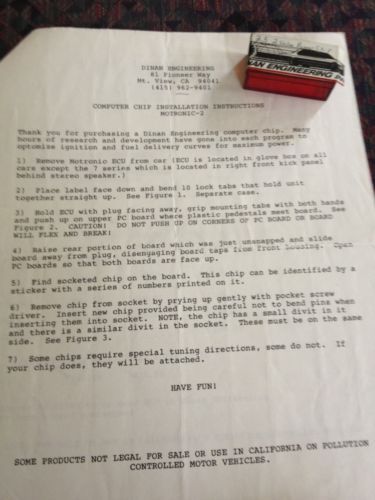 DINAN ENGINEERING
81 Pioneer Way
Mt. View, CA 94041
(415) 962-9401
DINAN ENGINEERING
COMPUTER CHIP INSTALLATION INSTRUCTIONS
MOTRONIC-2
Thank you for purchasing a Dinan Engineering computer chip. Many
hours of research and development have gone into each program to
optomize ignition and fuel delivery curves for maximum power.
1) Remove Motronic ECU from car (ECU is located in glove box on all
cars except the 7 series which is located in right front kick panel
behind stereo speaker.)
2) Place label face down and bend 10 lock tabs that hold unit
together straight up. See Figure 1. Separate case.
3) Hold ECU with plug facing away, grip mounting tabs with both hands
and push up on upper PC board where plastic pedestals meet board. See
Figure 2. CAUTION! DO NOT PUSH UP ON CORNERS OF PC BOARD OR BOARD
WILL FLEX AND BREAK!
4) Raise rear portion of board which was just unsnapped and slide
board away from plug, disengaging board tabs from front housing. Open
PC boards so that both boards are face up.
5) Find socketed chip on the board. This chip can be identified by a
sticker with a series of numbers printed on it.
6) Remove chip from socket by prying up gently with pocket screw
driver. Insert new chip provided being careful not to bend pins when
inserting them into socket. NOTE, the chip has a small divit in it
and there is a similar divit in the socket. These must be on the same
side. See Figure 3.
7) Some chips require special tuning directions, some do not. If
your chip does, they will be attached.
HAVE FUN!
SOME PRODUCTS NOT LEGAL FOR SALE OR USE IN CALIFORNIA ON POLLUTION
CONTROLLED MOTOR VEHICLES.